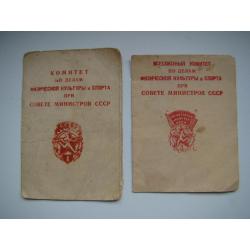 КОМИТЕТ
ПО ДЕЛАМ
ФИЗИЧЕСКОЙ КУЛЬТУРЫ и СПОРТА
ПРИ
СОВЕТЕ МИНИСТРОВ СССР
ВСЕСОЮЗНЫЙ КОМИТЕТ
ПО ДЕЛАМ
ФИЗИЧЕСКОЙ КУЛЬТУРЫ и СПОРТА
ПРИ
СОВЕТЕ МИНИСТРОВ СССР